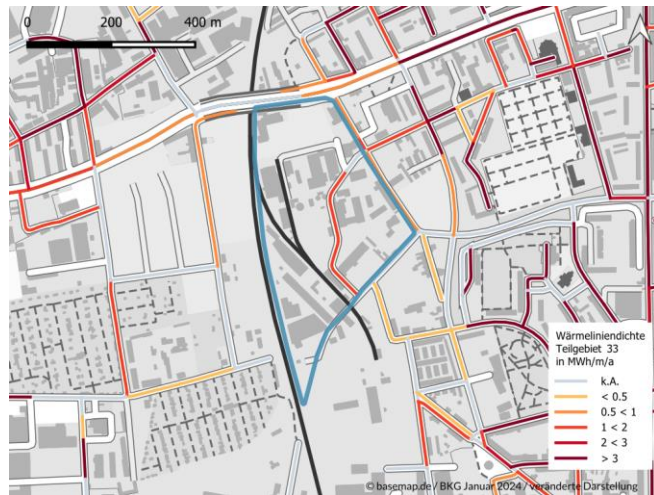 0 200 400 m
Wärmeliniendichte
Teilgebiet 33
in MWh/m/a
k.A.
< 0.5
0.5 < 1
1 < 2
2 < 3
> 3
© basemap.de / BKG Januar 2024 / veränderte Darstellung